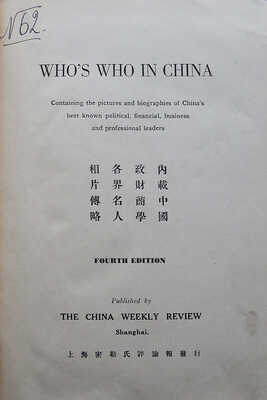 №62.
WHO'S WHO IN CHINA
Containing the pictures and biographies of China's
best known political, financial, business
and professional leaders
內載中國
政財商學
各界名人
相片傳略
FOURTH EDITION
Published by
THE CHINA WEEKLY REVIEW
Shanghai.
上海密勒氏評論報發行